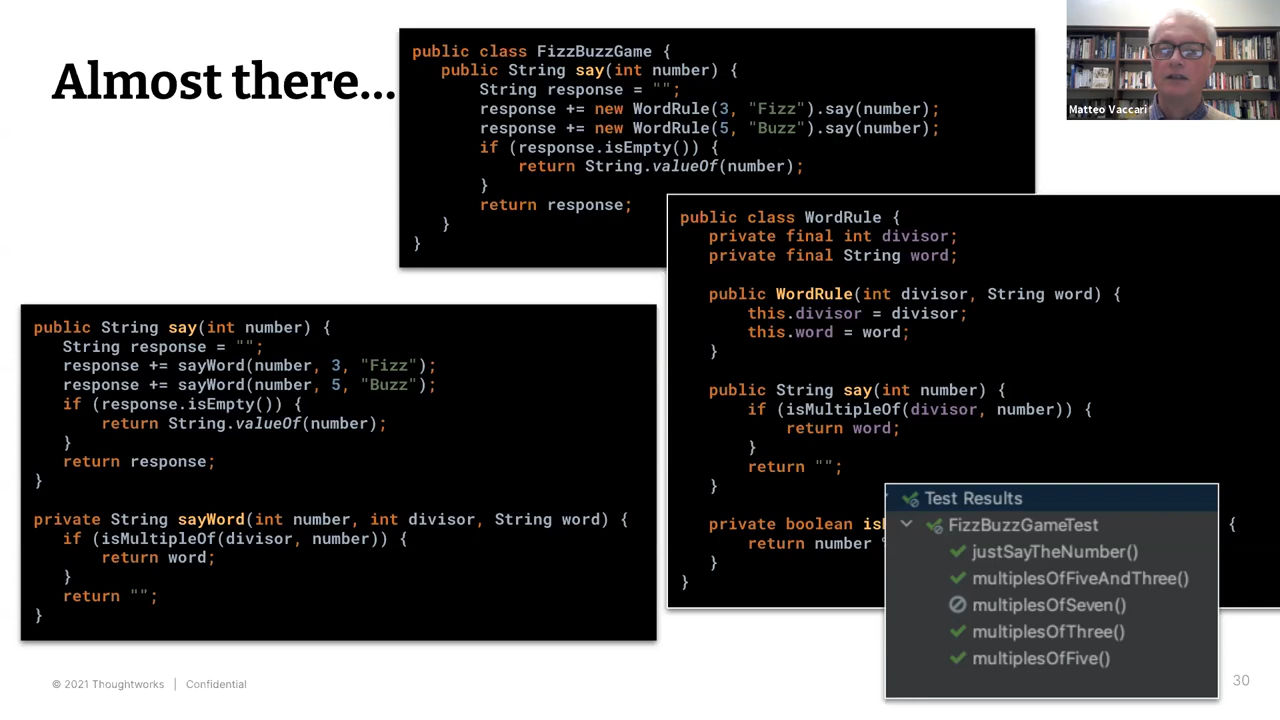 Almost there...
public class FizzBuzzGame {
public String say(int number) {
String response = "";
response += new WordRule(3, "Fizz").say(number);
response += new WordRule(5, "Buzz").say(number);
if (response.isEmpty()) {
return String.valueOf(number);
}
return response;
}
}
Matteo Vaccari
public String say(int number) {
String response = "";
response += sayWord(number, 3, "Fizz");
response += sayWord(number, 5, "Buzz");
if (response.isEmpty()) {
return String.valueOf(number);
}
return response;
}
private String sayWord(int number, int divisor, String word) {
if (isMultipleOf(divisor, number)) {
return word;
}
return "";
}
public class WordRule {
private final int divisor;
private final String word;
public WordRule(int divisor, String word) {
this.divisor = divisor;
this.word = word;
}
public String say(int number) {
if (isMultipleOf(divisor, number)) {
return word;
}
return "";
}
private boolean {
return number
}
}
Test Results
FizzBuzzGameTest
justSayTheNumber()
multiplesOfFiveAndThree()
multiplesOfSeven()
multiplesOfThree()
multiplesOfFive()
© 2021 Thoughtworks | Confidential
30